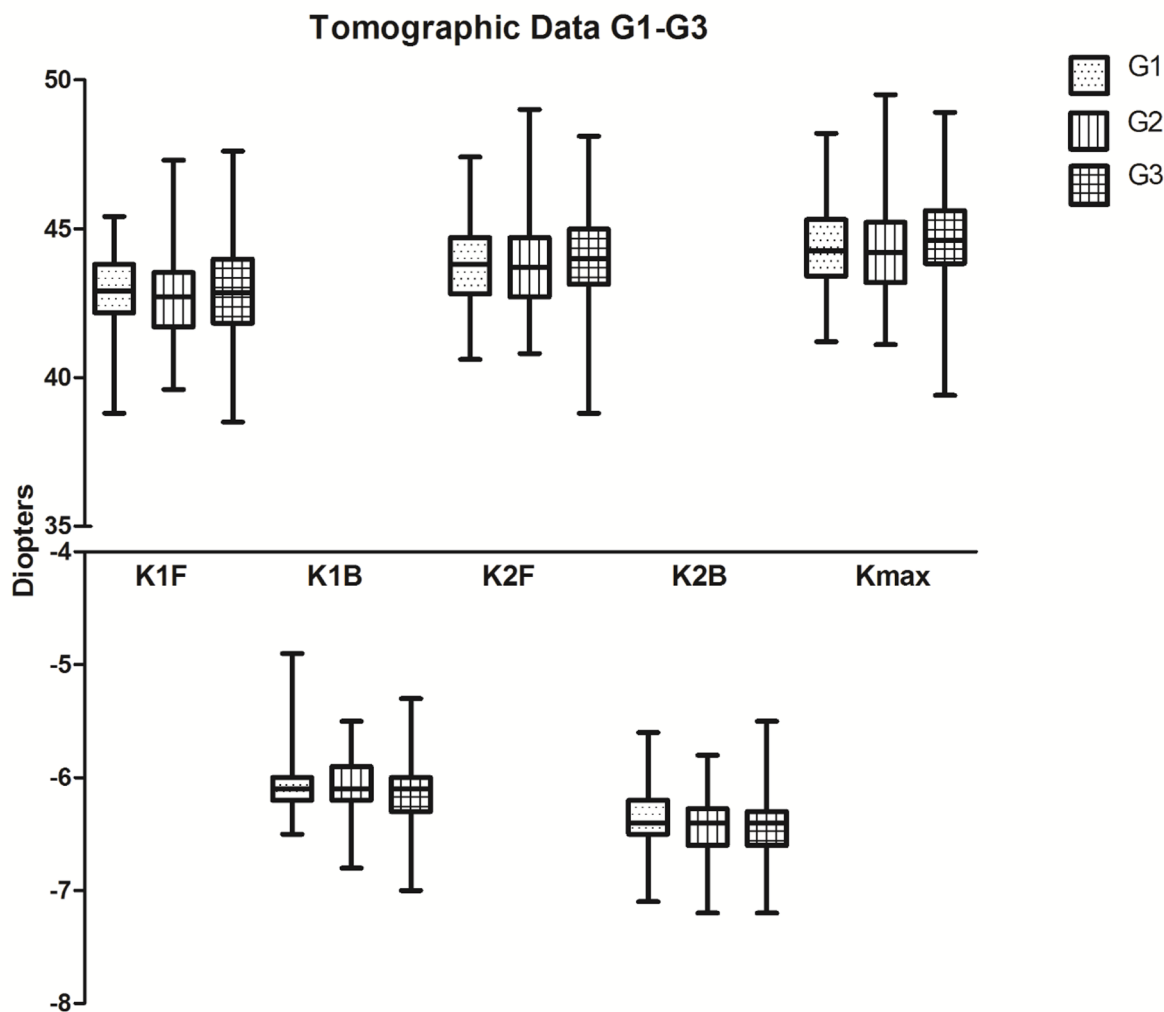 Tomographic Data G1-G3
G1
G2
G3
50
45
40
35
Diopters
-4
K1F K1B K2F K2B Kmax
-5
-6
-7
-8